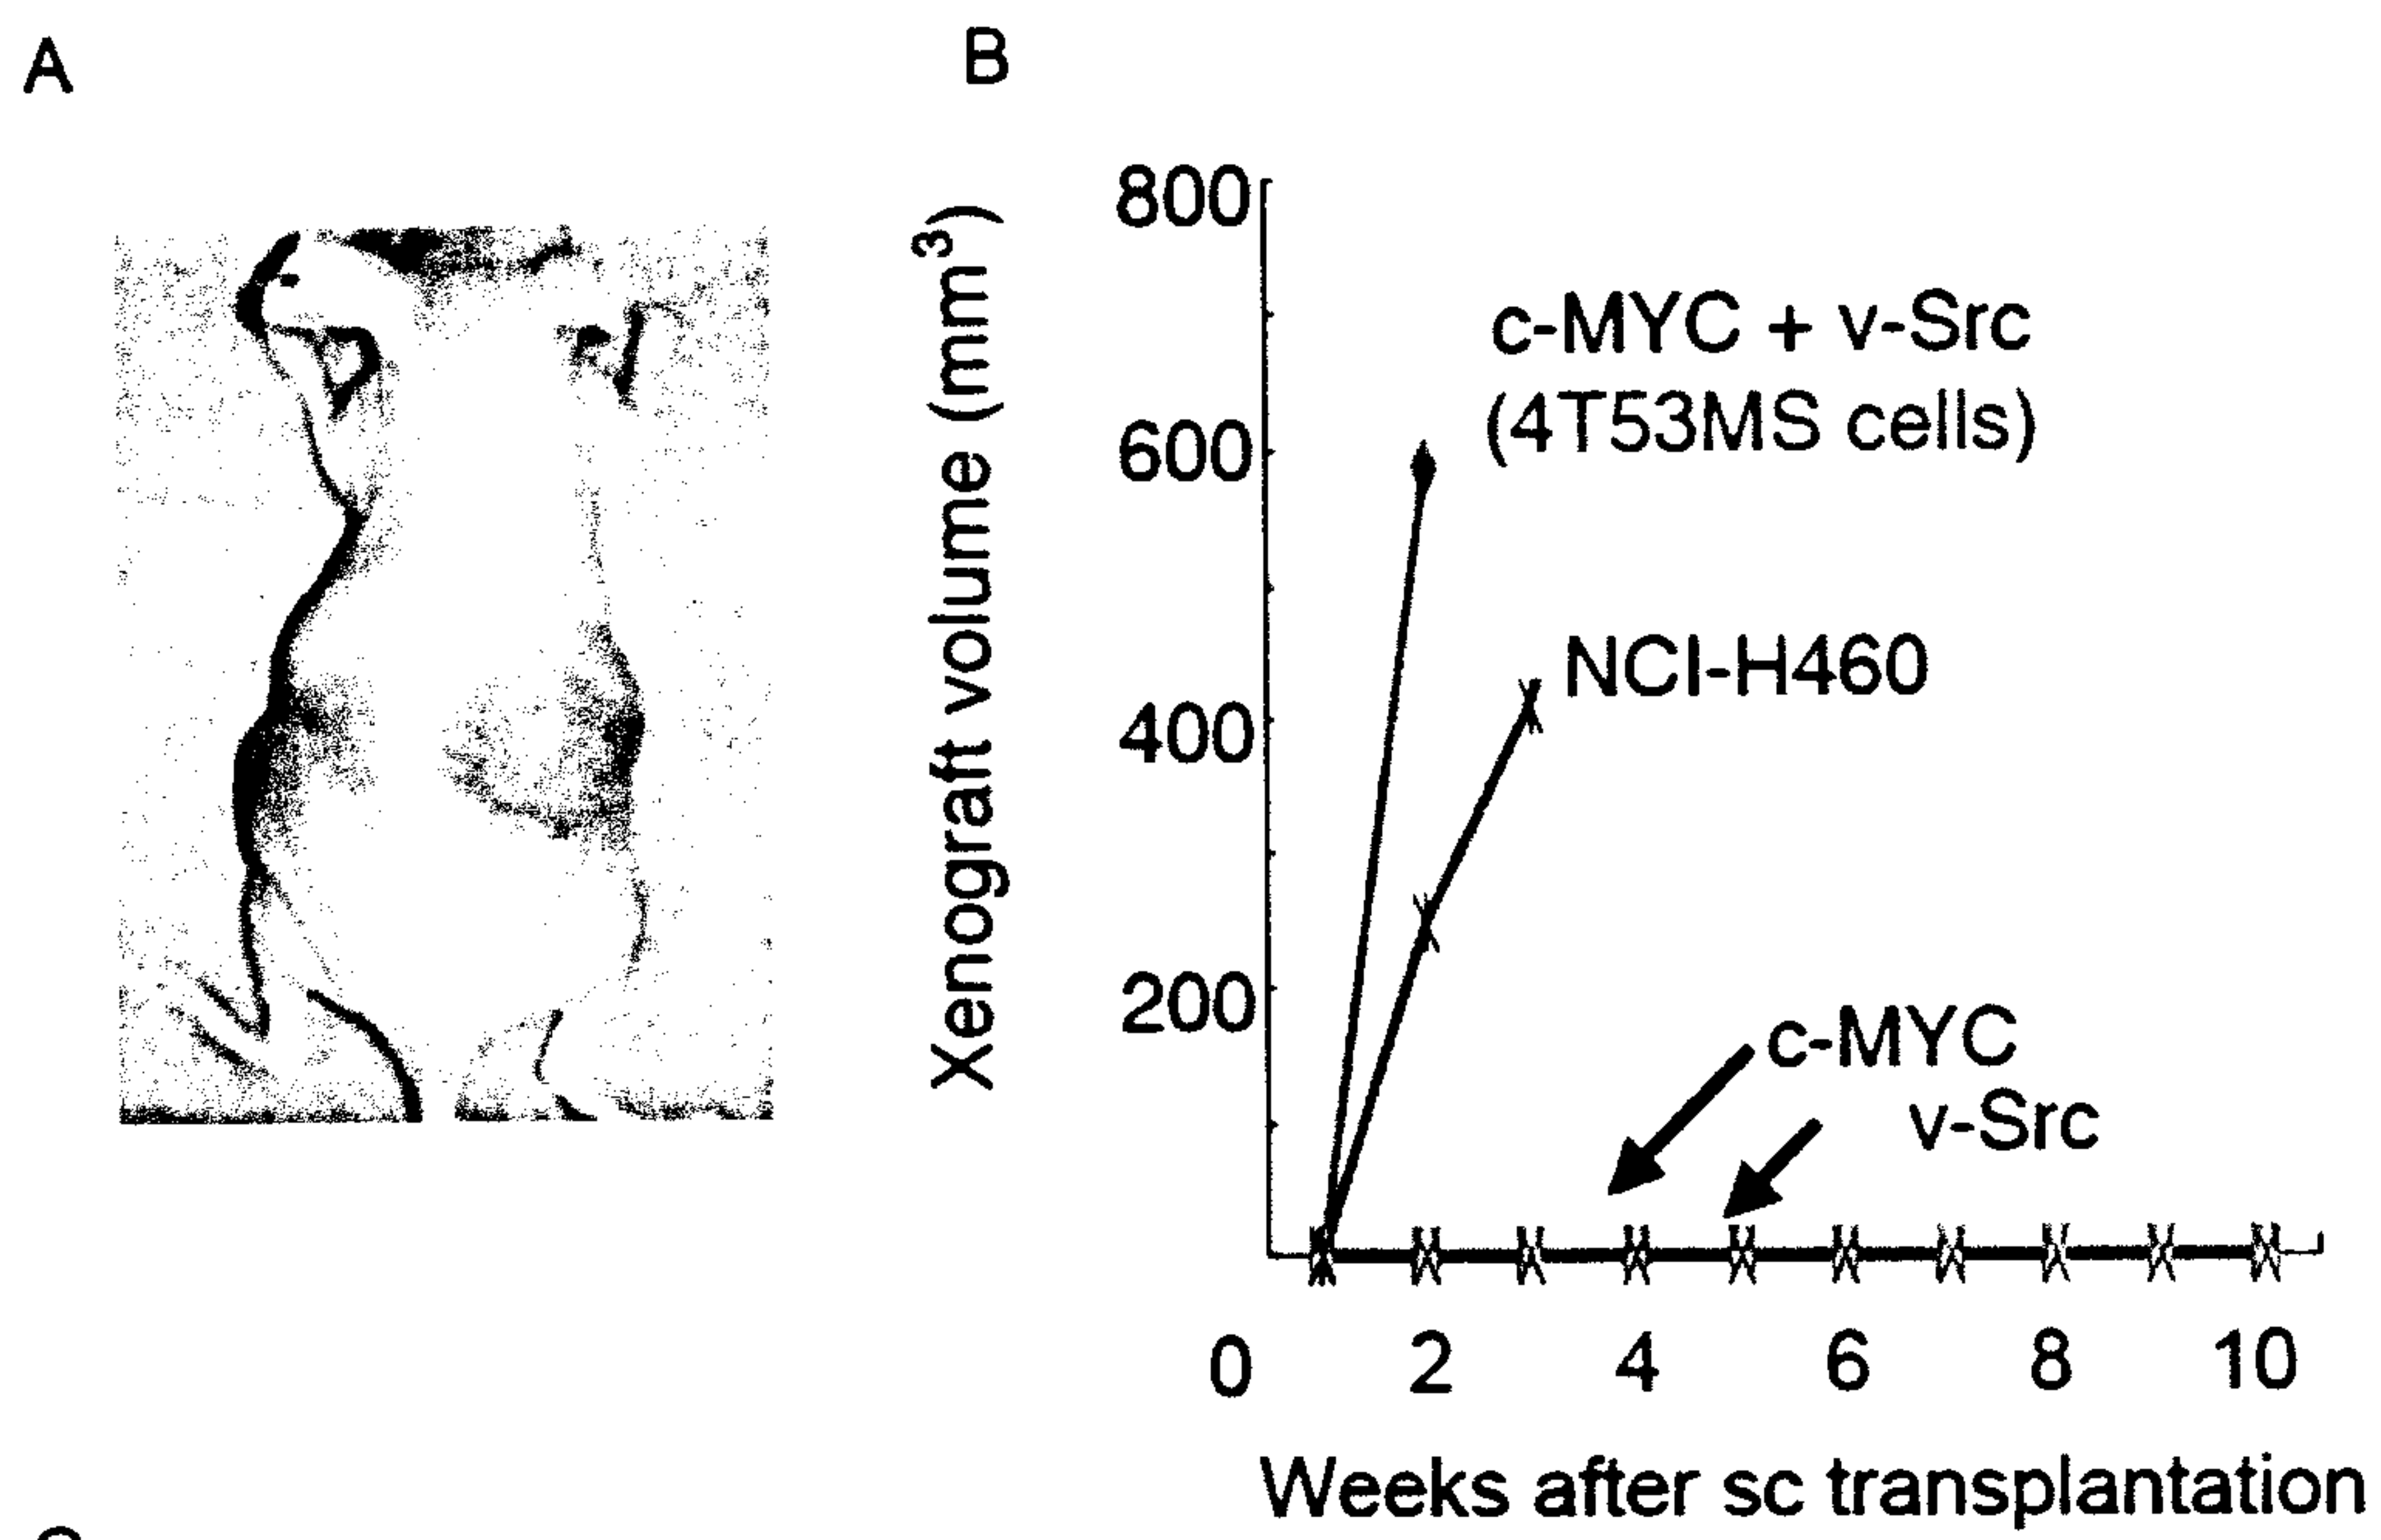 A
B
Xenograft volume (mm³)
800
600
400
200
c-MYC + v-Src
(4T53MS cells)
NCI-H460
c-MYC
v-Src
0 2 4 6 8 10
Weeks after sc transplantation